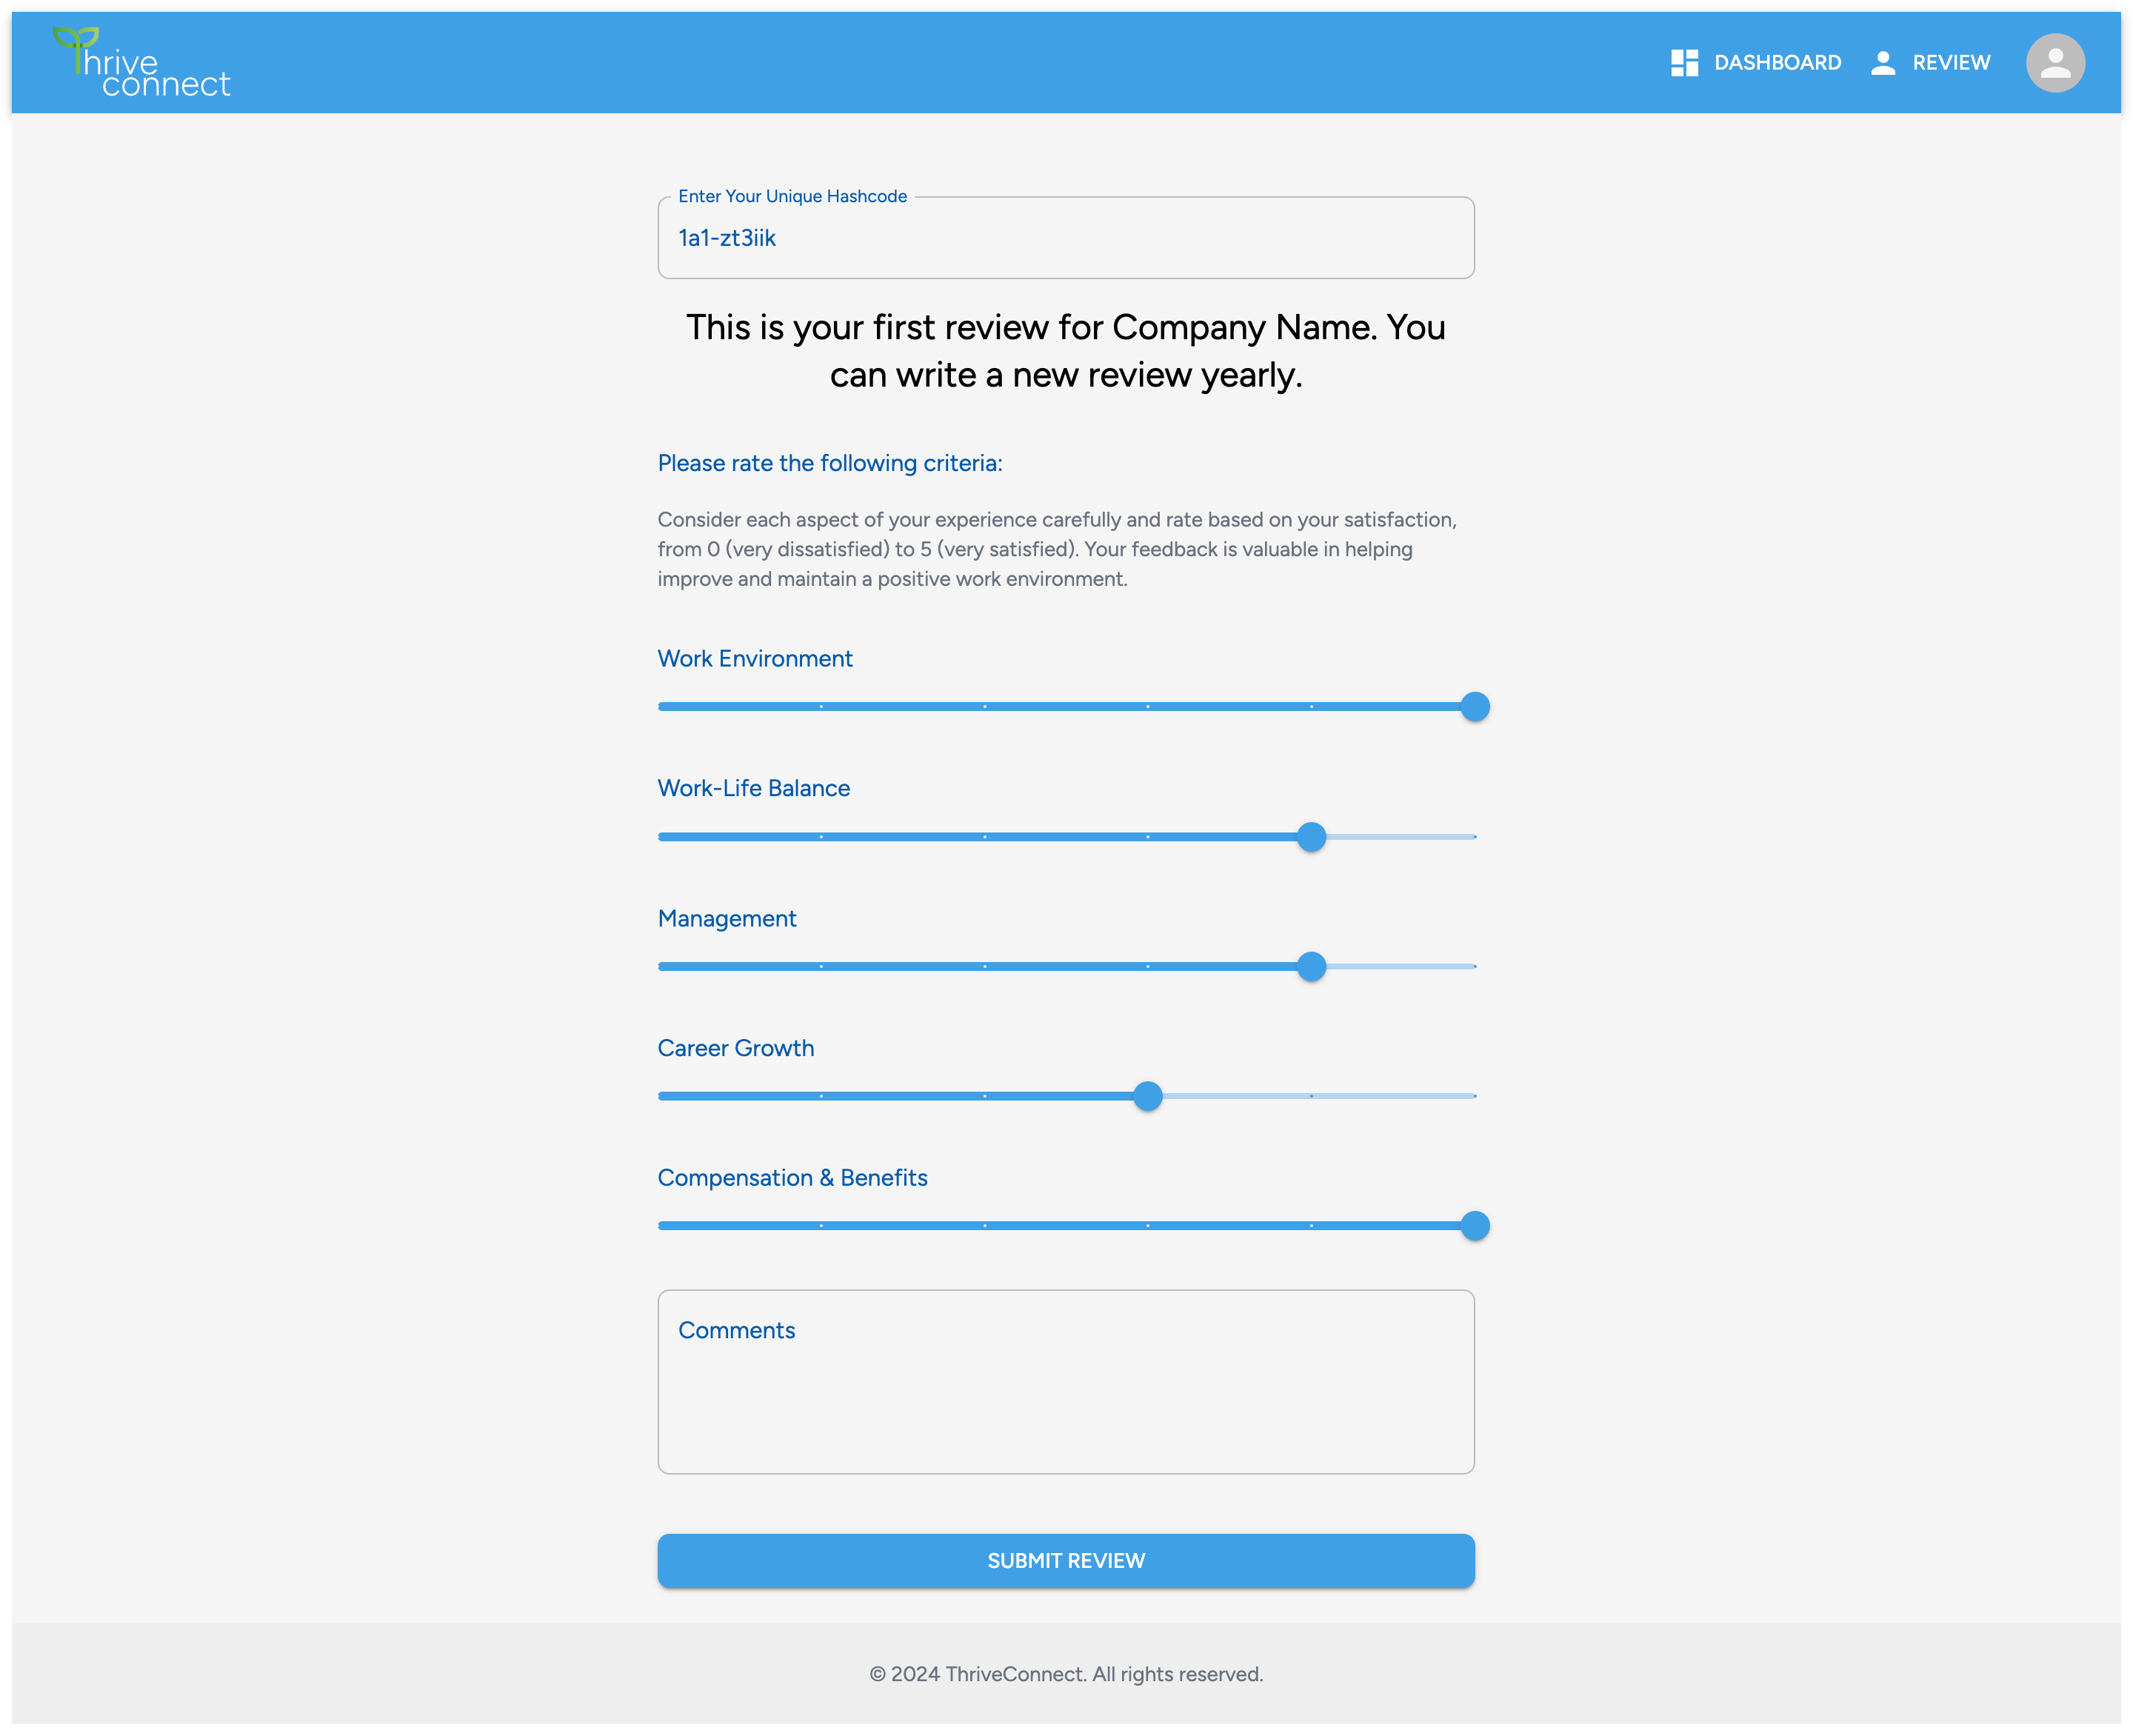 Thrive
connect
DASHBOARD
REVIEW
Enter Your Unique Hashcode
1a1-zt3iik
This is your first review for Company Name. You
can write a new review yearly.
Please rate the following criteria:
Consider each aspect of your experience carefully and rate based on your satisfaction,
from 0 (very dissatisfied) to 5 (very satisfied). Your feedback is valuable in helping
improve and maintain a positive work environment.
Work Environment
Work-Life Balance
Management
Career Growth
Compensation & Benefits
Comments
SUBMIT REVIEW
© 2024 ThriveConnect. All rights reserved.